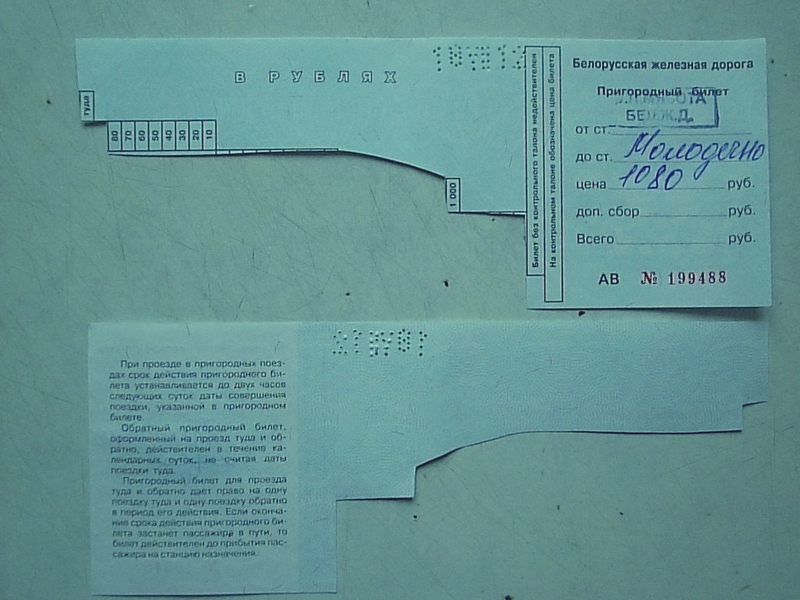 В РУБЛЯХ
туда
80
70
60
50
40
30
20
10
1 000
Билет без контрольного талона недействителен
На контрольном талоне обозначена цена билета
Белорусская железная дорога
Пригородный билет
БЕЛ.Ж.Д.
от ст.
до ст. Молодечно
цена 1080 руб.
доп. сбор руб.
Всего руб.
АВ № 199488
При проезде в пригородных поез-
дах срок действия пригородного би-
лета устанавливается до двух часов
следующих суток даты совершения
поездки, указанной в пригородном
билете.
Обратный пригородный билет,
оформленный на проезд туда и об-
ратно, действителен в течение ка-
лендарных суток, не считая даты
поездки туда.
Пригородный билет для проезда
туда и обратно дает право на одну
поездку туда и одну поездку обратно
в период его действия. Если оконча-
ние срока действия пригородного би-
лета застанет пассажира в пути, то
билет действителен до прибытия пас-
сажира на станцию назначения.